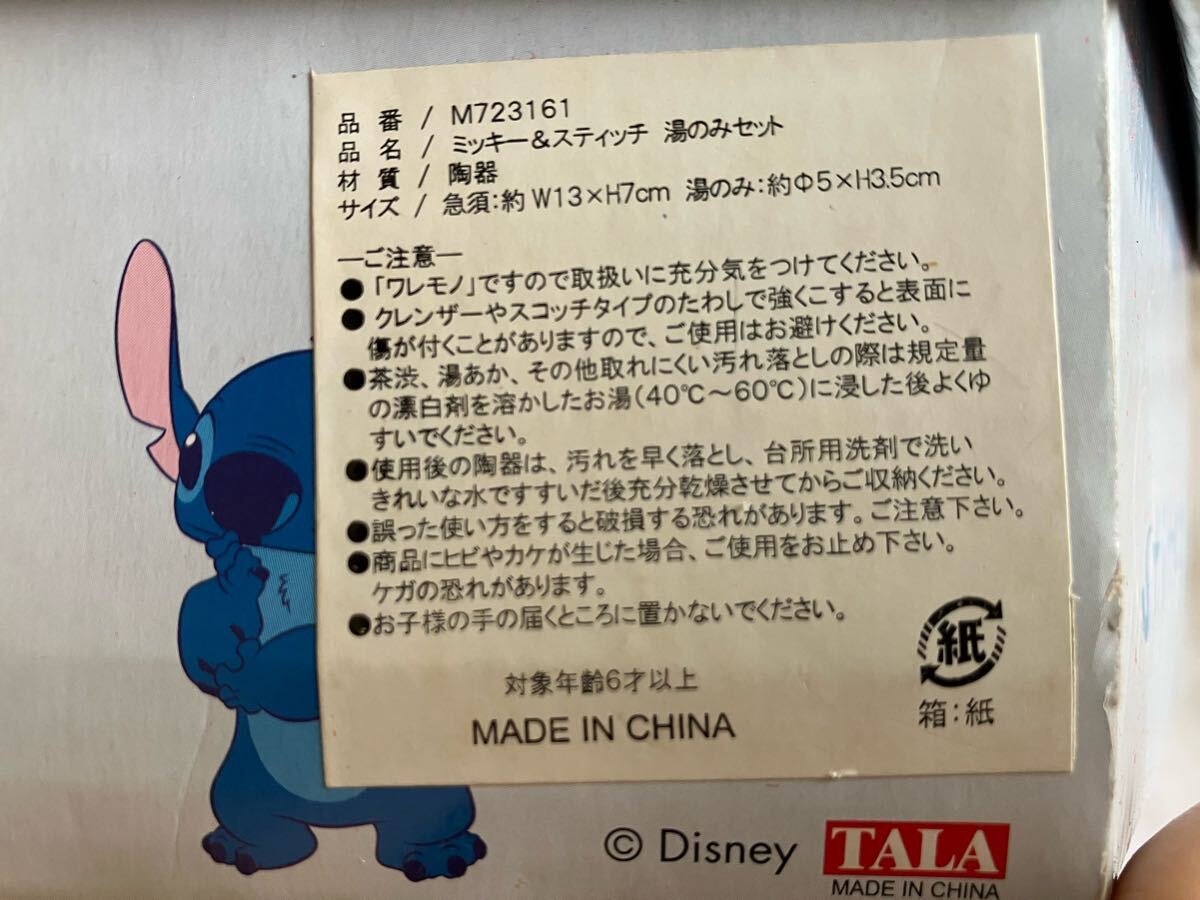 品番／M723161
品名／ミッキー＆スティッチ 湯のみセット
材質／陶器
サイズ／急須：約W13×H7cm 湯のみ：約Φ5×H3.5cm
―ご注意―
●「ワレモノ」ですので取扱いに充分気をつけてください。
●クレンザーやスコッチタイプのたわしで強くこすると表面に
傷が付くことがありますので、ご使用はお避けください。
●茶渋、湯あか、その他取れにくい汚れ落としの際は規定量
の漂白剤を溶かしたお湯（40℃～60℃）に浸した後よくゆ
すいでください。
●使用後の陶器は、汚れを早く落とし、台所用洗剤で洗い
きれいな水ですすいだ後充分乾燥させてからご収納ください。
●誤った使い方をすると破損する恐れがあります。ご注意下さい。
●商品にヒビやカケが生じた場合、ご使用をお止め下さい。
ケガの恐れがあります。
●お子様の手の届くところに置かないでください。
対象年齢6才以上
MADE IN CHINA
紙
箱：紙
© Disney
TALA
MADE IN CHINA